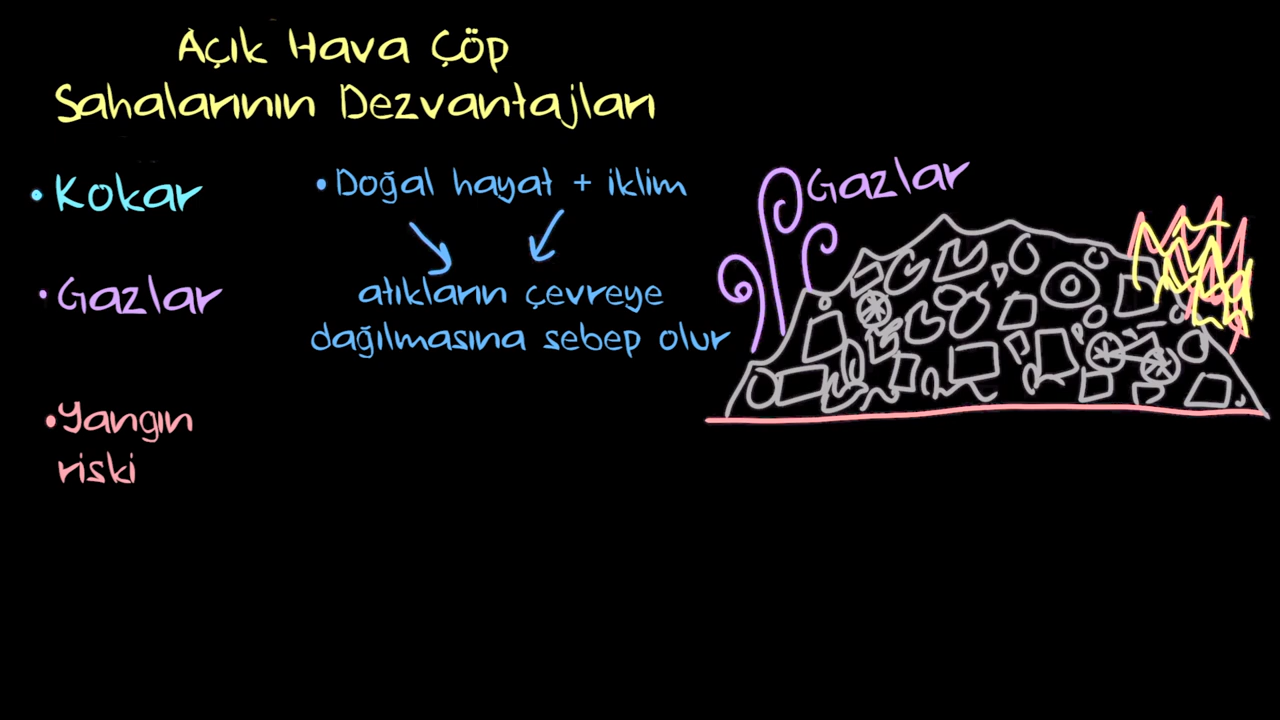 Açık Hava Çöp
Sahalarının Dezvantajları
• Kokar
• Gazlar
• Yangın
riski
• Doğal hayat + iklim
atıkların çevreye
dağılmasına sebep olur
Gazlar